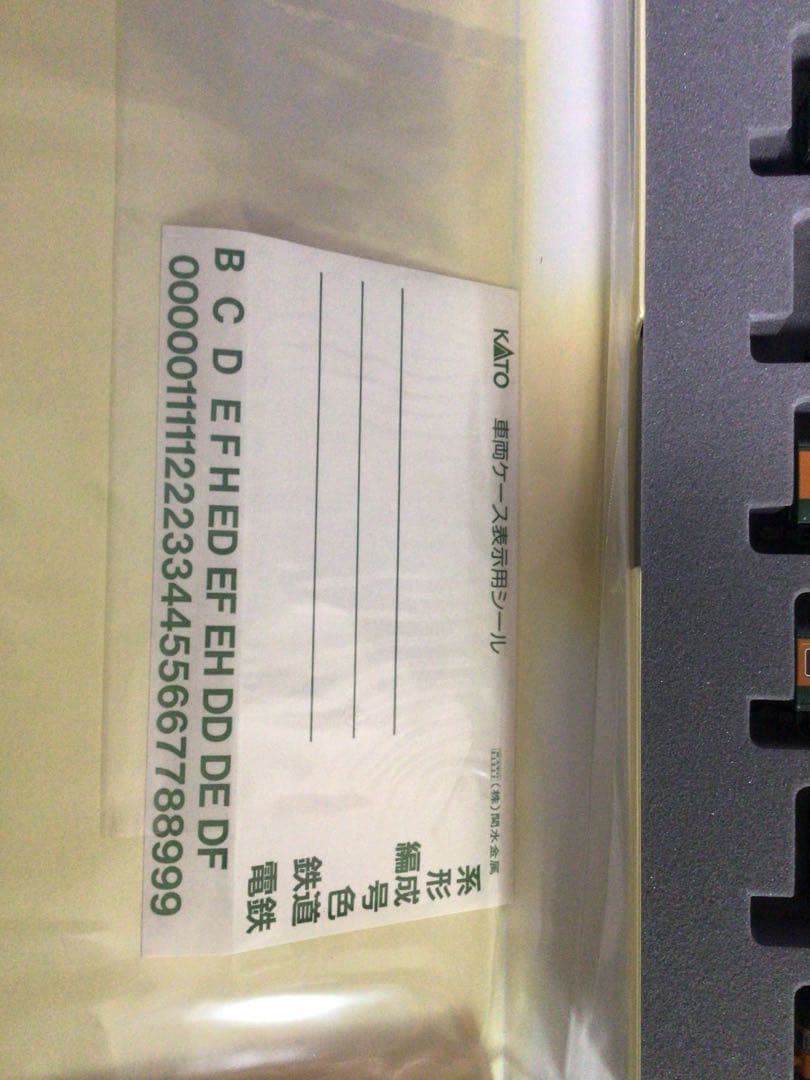 KATO 車両ケース表示用シール
(株)関水金属
系
形
編成
号
色
鉄道
電鉄
B C D E F H ED EF EH DD DE DF
0000011111222334455667788999